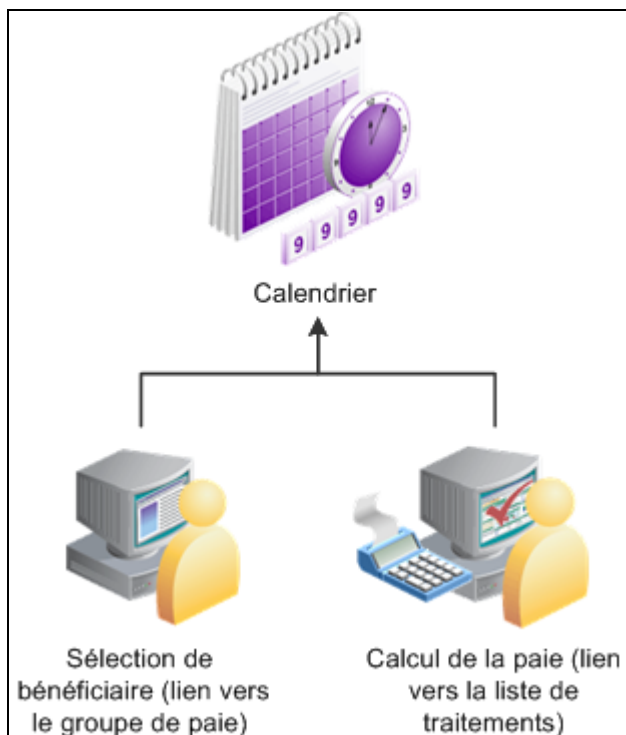 9 9 9 9 9
Calendrier
Sélection de
bénéficiaire (lien vers
le groupe de paie)
Calcul de la paie (lien
vers la liste de
traitements)